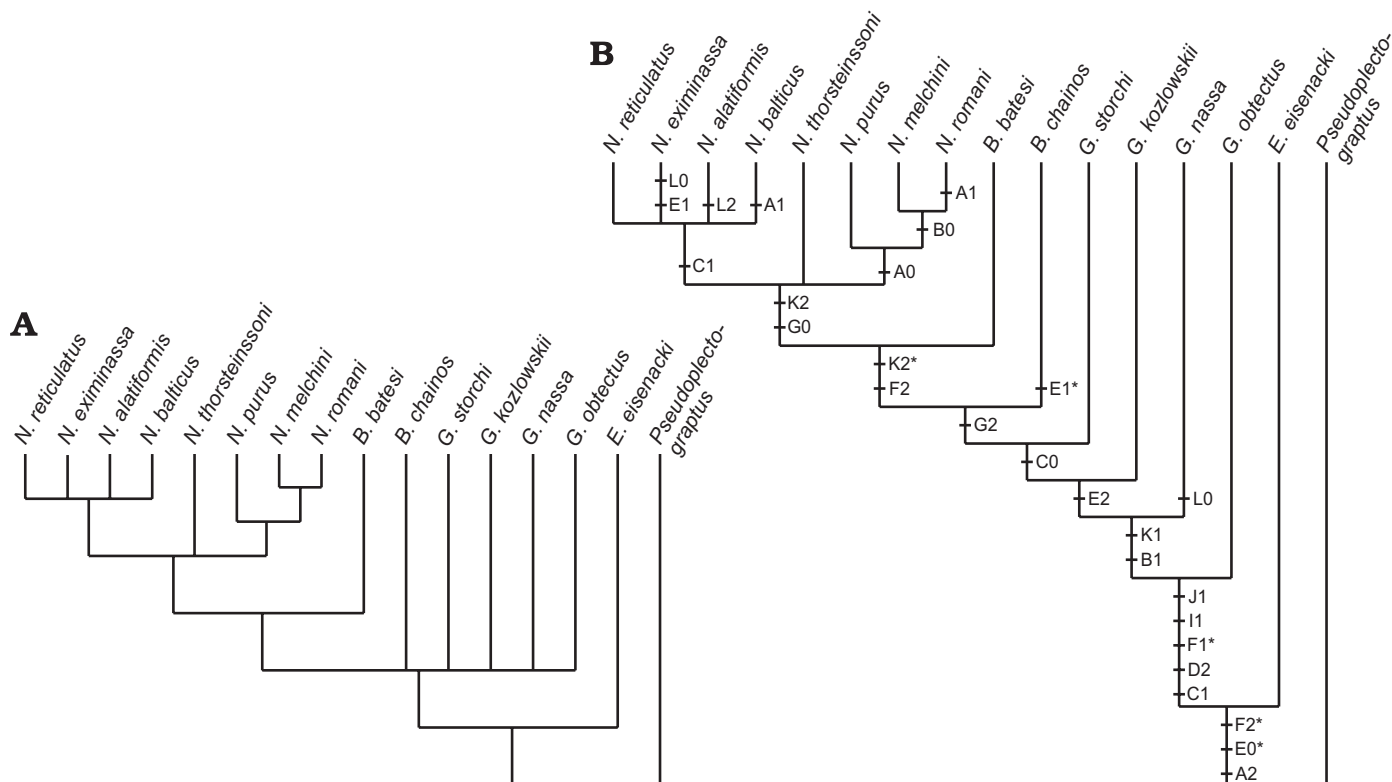 A
N. reticulatus
N. eximinassa
N. alatiformis
N. balticus
N. thorsteinssoni
N. purus
N. melchini
N. romani
B. batesi
B. chainos
G. storchi
G. kozlowskii
G. nassa
G. obtectus
E. eisenacki
Pseudoplecto-
graptus
B
N. reticulatus
N. eximinassa
N. alatiformis
N. balticus
N. thorsteinssoni
N. purus
N. melchini
N. romani
B. batesi
B. chainos
G. storchi
G. kozlowskii
G. nassa
G. obtectus
E. eisenacki
Pseudoplecto-
graptus
L0
E1
L2
A1
A1
B0
C1
A0
K2
G0
K2*
F2
E1*
G2
C0
E2
L0
K1
B1
J1
I1
F1*
D2
C1
F2*
E0*
A2